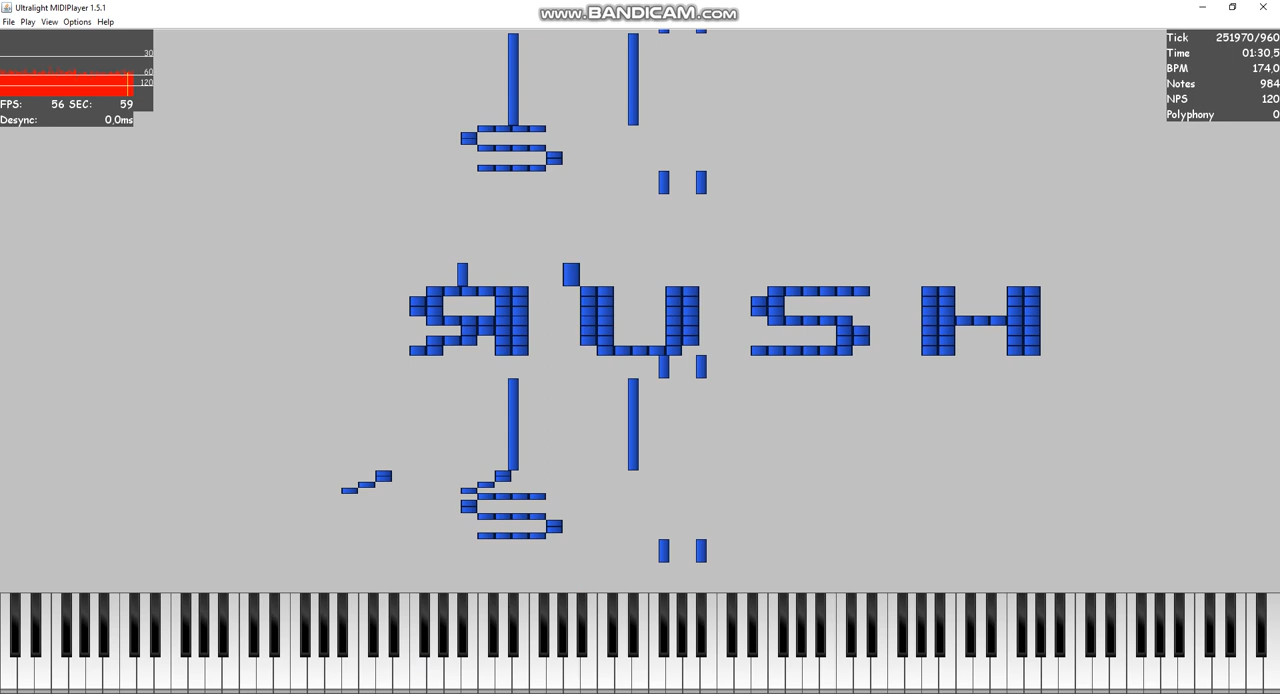 Ultralight MIDIPlayer 1.5.1
www.BANDICAM.com
File Play View Options Help
30
60
120
FPS: 56 SEC: 59
Desync: 0,0ms
Tick 251970/960
Time 01:30,5
BPM 174,0
Notes 984
NPS 120
Polyphony 0
ЯUSH